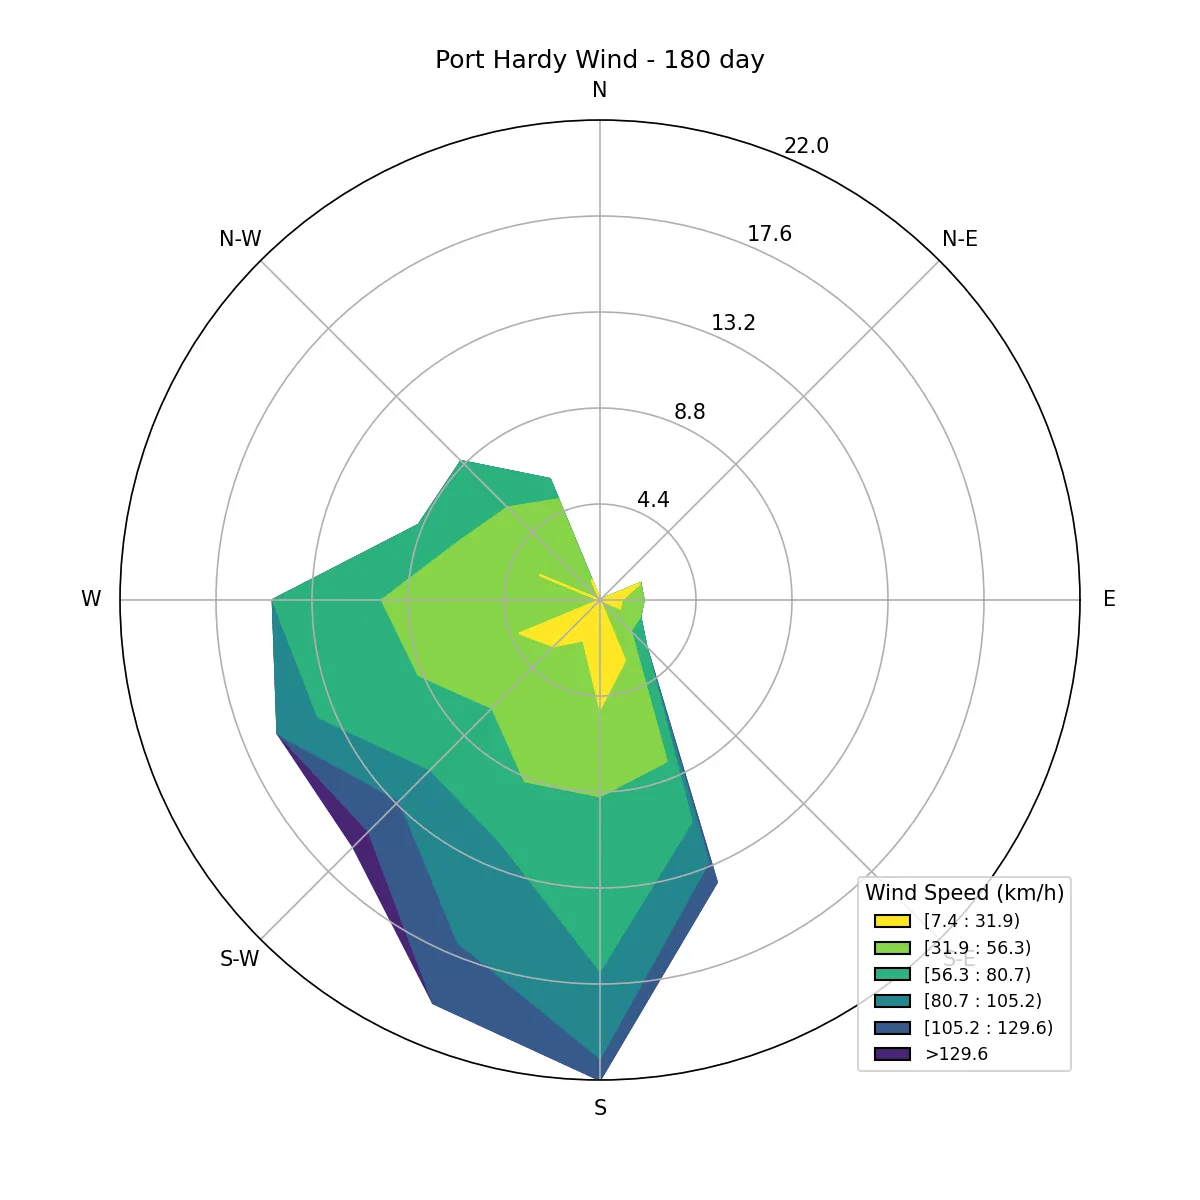 Port Hardy Wind - 180 day
N
22.0
N-W
17.6
N-E
13.2
8.8
4.4
W
E
Wind Speed (km/h)
[7.4 : 31.9)
[31.9 : 56.3)
S-W
S-E
[56.3 : 80.7)
[80.7 : 105.2)
[105.2 : 129.6)
>129.6
S